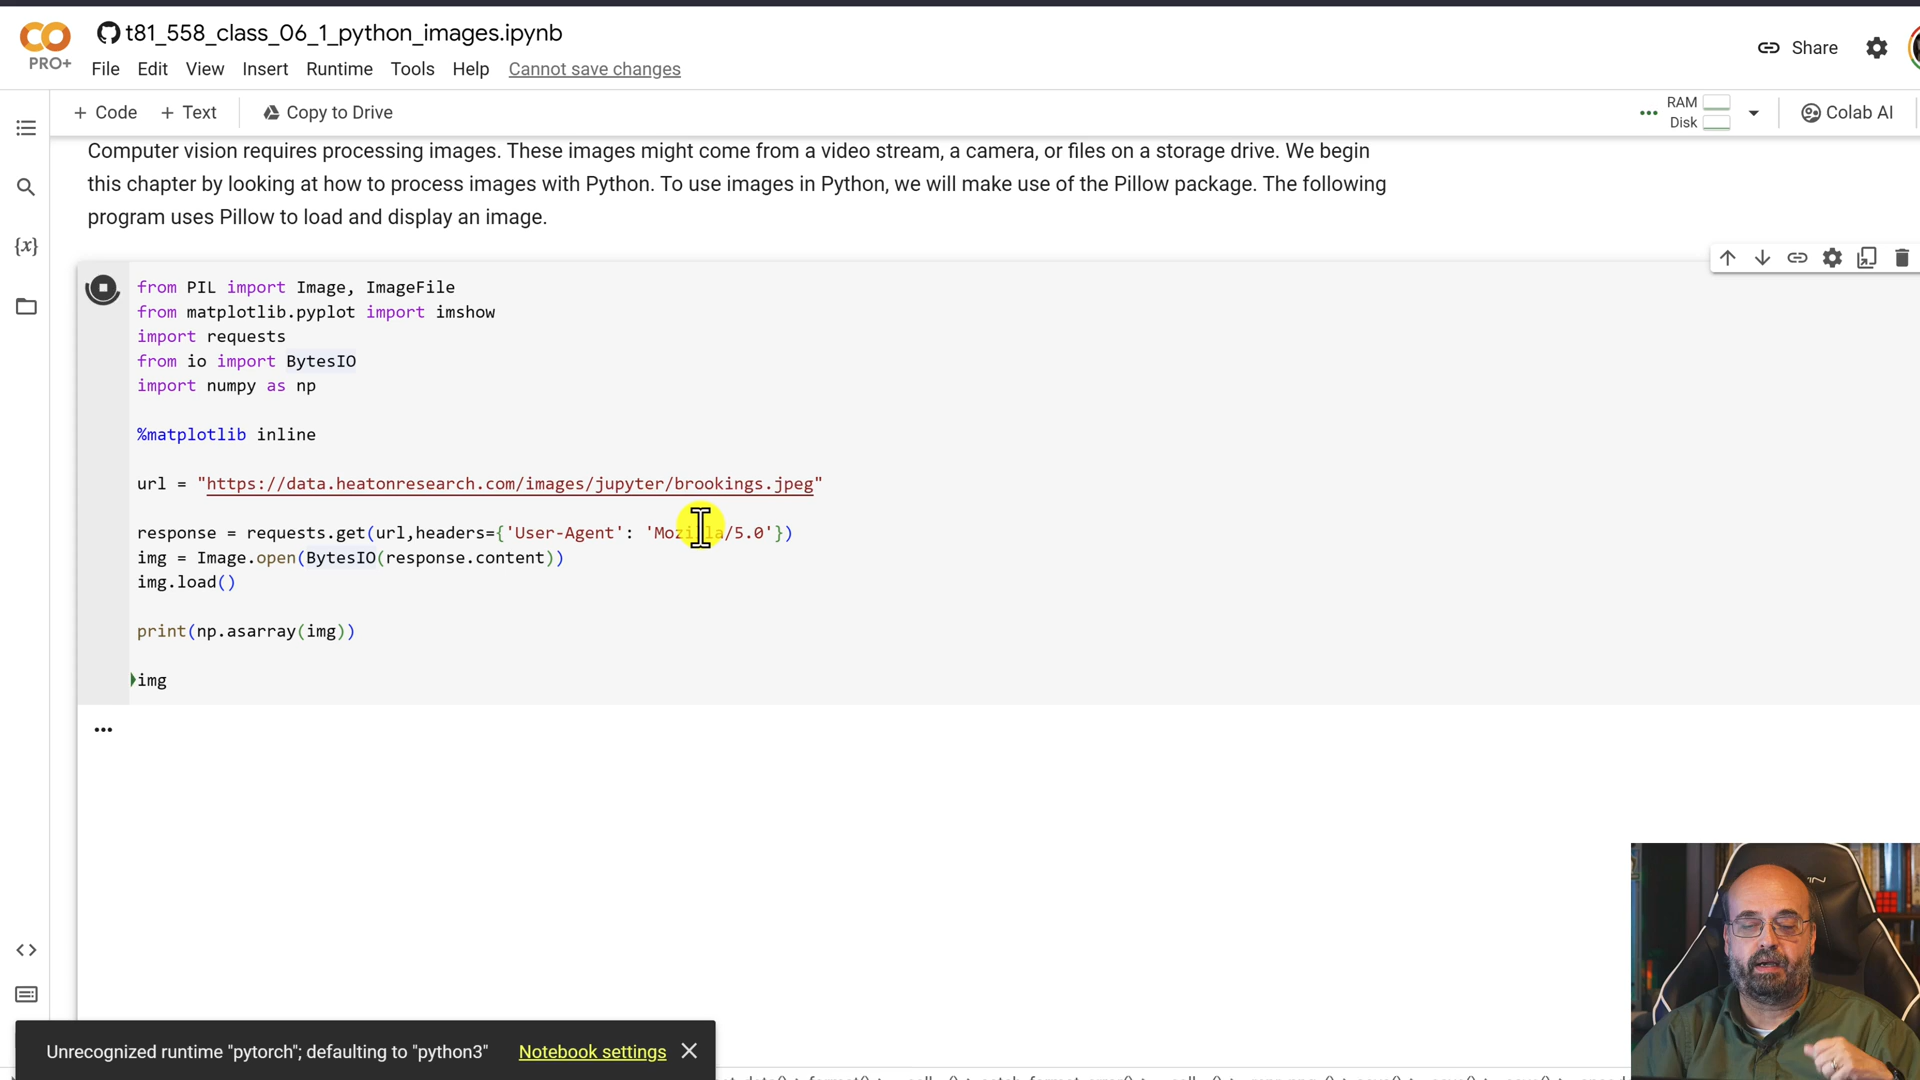 t81_558_class_06_1_python_images.ipynb
PRO+
File Edit View Insert Runtime Tools Help Cannot save changes
Share
+ Code + Text Copy to Drive
RAM
Disk
Colab AI
Computer vision requires processing images. These images might come from a video stream, a camera, or files on a storage drive. We begin
this chapter by looking at how to process images with Python. To use images in Python, we will make use of the Pillow package. The following
program uses Pillow to load and display an image.
{x}
from PIL import Image, ImageFile
from matplotlib.pyplot import imshow
import requests
from io import BytesIO
import numpy as np
%matplotlib inline
url = "https://data.heatonresearch.com/images/jupyter/brookings.jpeg"
response = requests.get(url,headers={'User-Agent': 'Mozilla/5.0'})
img = Image.open(BytesIO(response.content))
img.load()
print(np.asarray(img))
img
Unrecognized runtime "pytorch"; defaulting to "python3" Notebook settings